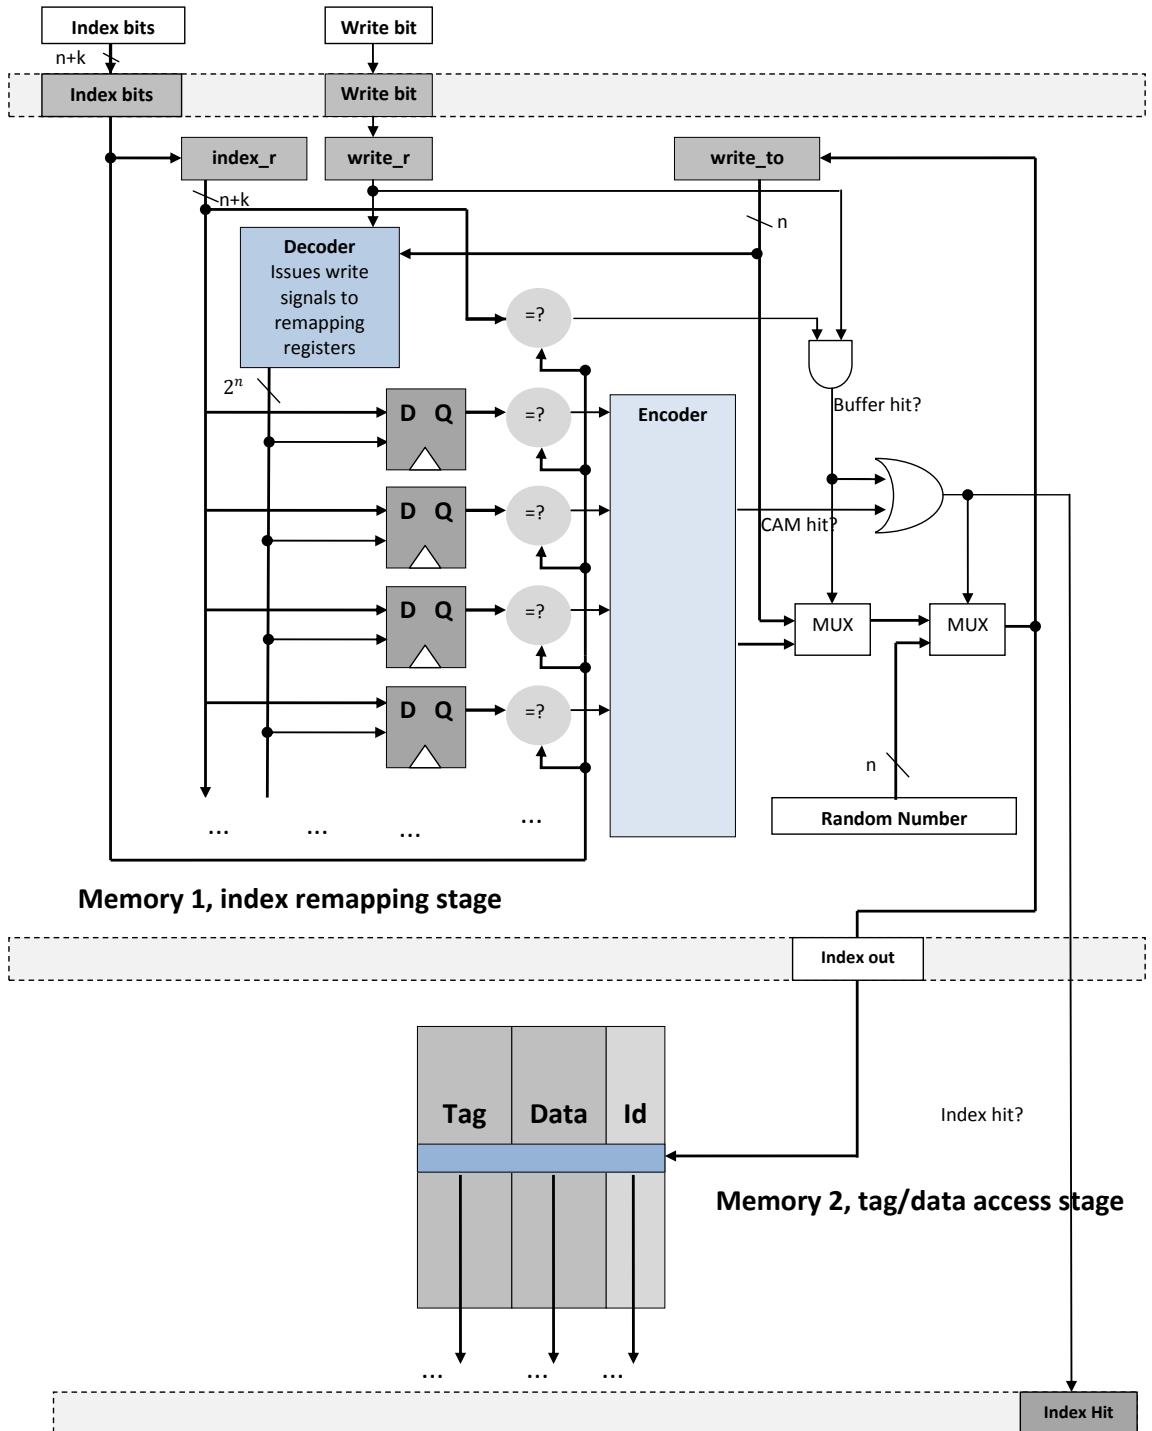 Index bits
Write bit
n+k
Index bits
Write bit
index_r
write_r
write_to
n+k
n
Decoder
Issues write
signals to
remapping
registers
=?
2^n
D Q
=?
Encoder
Buffer hit?
D Q
=?
CAM hit?
D Q
=?
MUX
MUX
D Q
=?
n
Random Number
...
...
...
...
Memory 1, index remapping stage
Index out
Tag
Data
Id
Index hit?
Memory 2, tag/data access stage
...
...
...
Index Hit